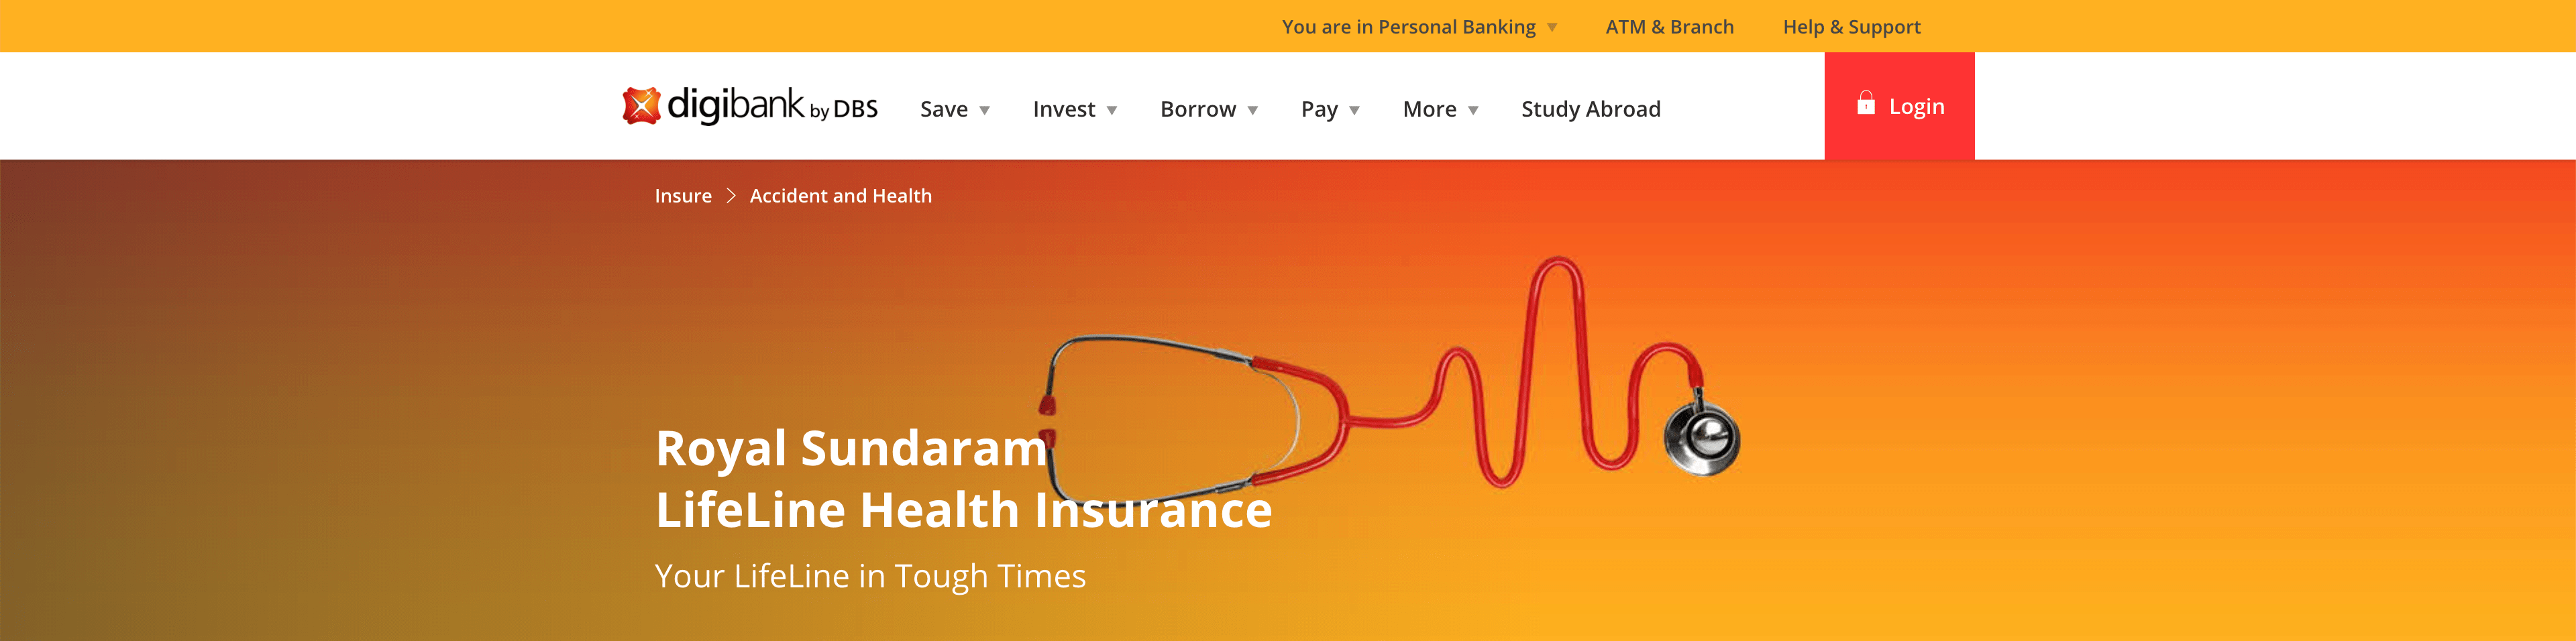 You are in Personal Banking ATM & Branch Help & Support
digibank by DBS Save Invest Borrow Pay More Study Abroad Login
Insure > Accident and Health
Royal Sundaram
LifeLine Health Insurance
Your LifeLine in Tough Times